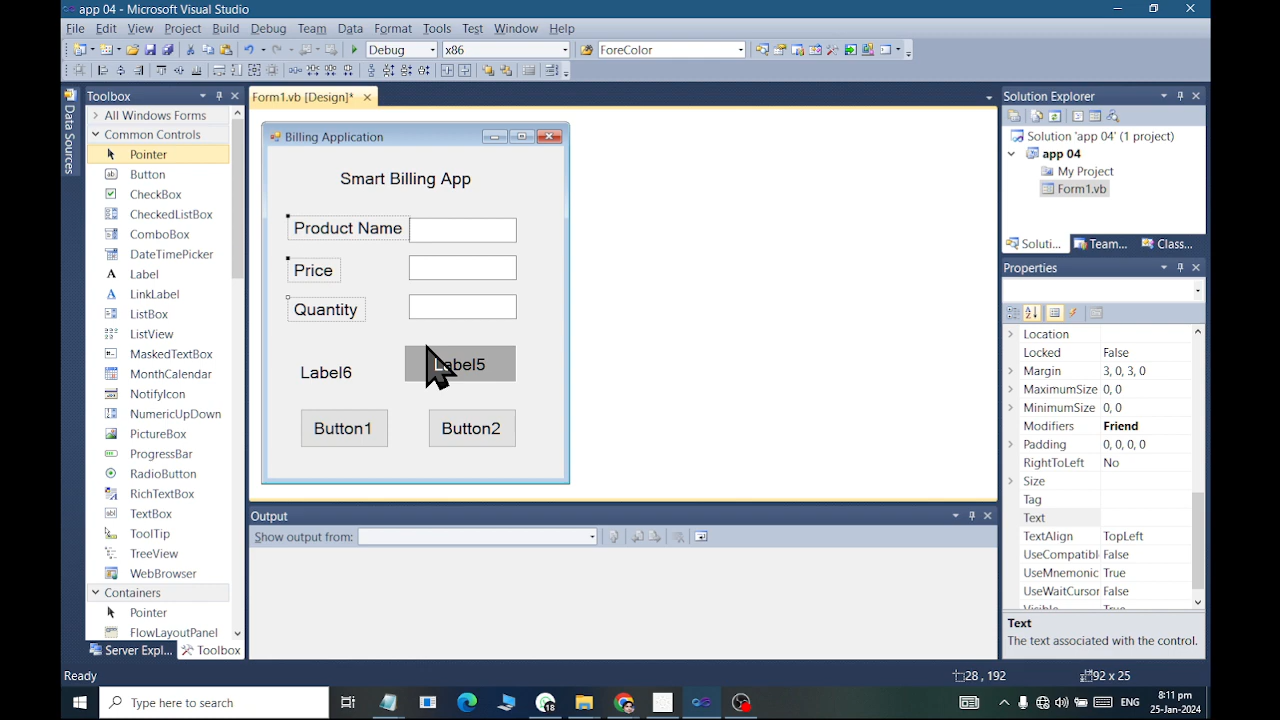 app 04 - Microsoft Visual Studio
File Edit View Project Build Debug Team Data Format Tools Test Window Help
Debug x86 ForeColor
Data Sources
Toolbox
All Windows Forms
Common Controls
Pointer
Button
CheckBox
CheckedListBox
ComboBox
DateTimePicker
Label
LinkLabel
ListBox
ListView
MaskedTextBox
MonthCalendar
NotifyIcon
NumericUpDown
PictureBox
ProgressBar
RadioButton
RichTextBox
TextBox
ToolTip
TreeView
WebBrowser
Containers
Pointer
FlowLayoutPanel
Server Expl... Toolbox
Form1.vb [Design]*
Billing Application
Smart Billing App
Product Name
Price
Quantity
Label6 Label5
Button1 Button2
Output
Show output from:
Solution Explorer
Solution 'app 04' (1 project)
app 04
My Project
Form1.vb
Soluti... Team... Class...
Properties
Location
Locked False
Margin 3, 0, 3, 0
MaximumSize 0, 0
MinimumSize 0, 0
Modifiers Friend
Padding 0, 0, 0, 0
RightToLeft No
Size
Tag
Text
TextAlign TopLeft
UseCompatibl False
UseMnemonic True
UseWaitCursor False
Visible True
Text
The text associated with the control.
Ready 28 , 192 92 x 25
Type here to search
18
ENG
8:11 pm
25-Jan-2024